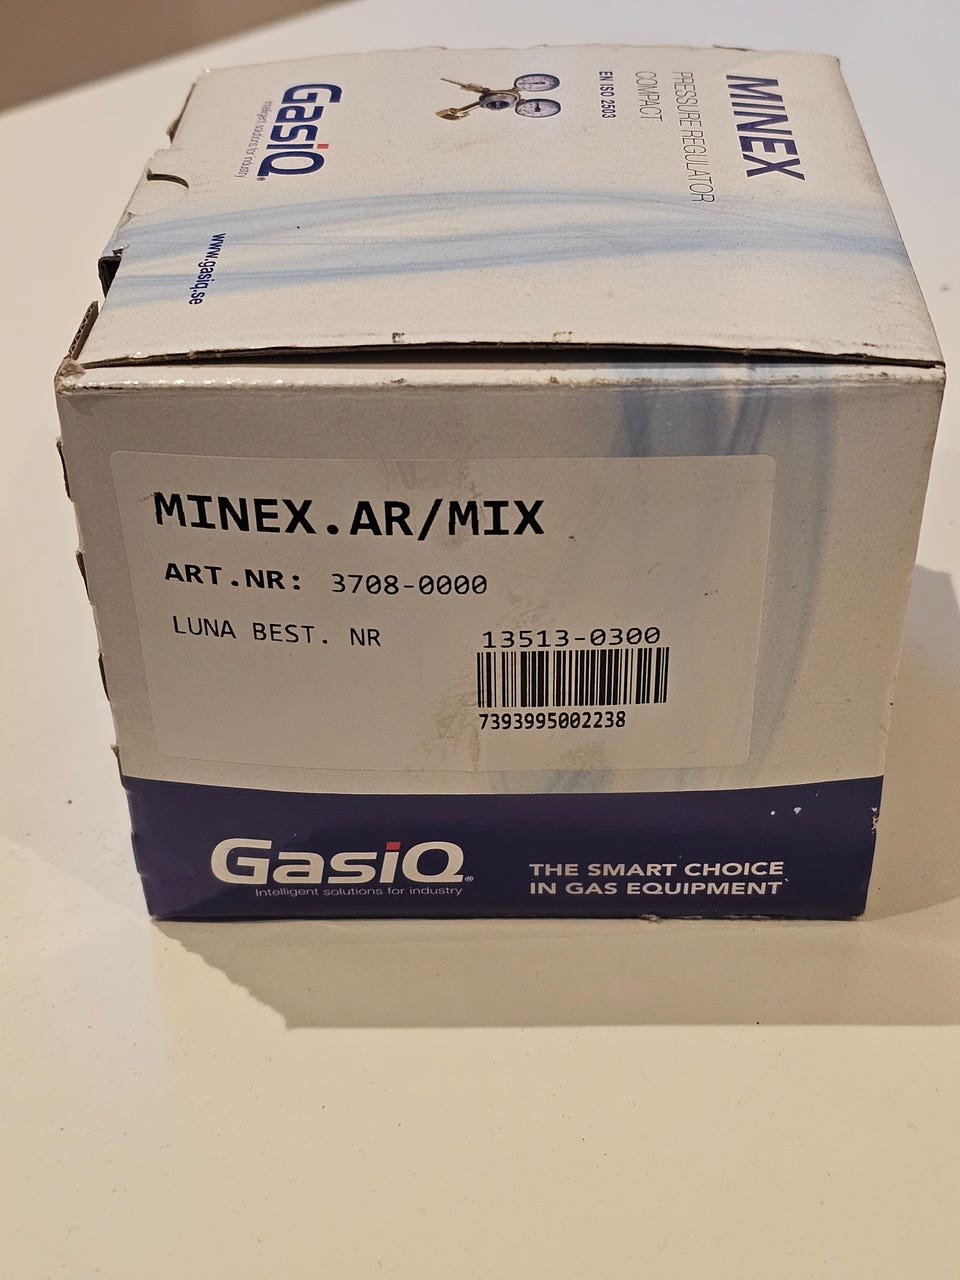 MINEX
PRESSURE REGULATOR
COMPACT
EN ISO 2503
GasiQ®
Intelligent solutions for industry
www.gasiq.se
MINEX.AR/MIX
ART.NR: 3708-0000
LUNA BEST. NR 13513-0300
7393995002238
GasiQ®
Intelligent solutions for industry
THE SMART CHOICE
IN GAS EQUIPMENT